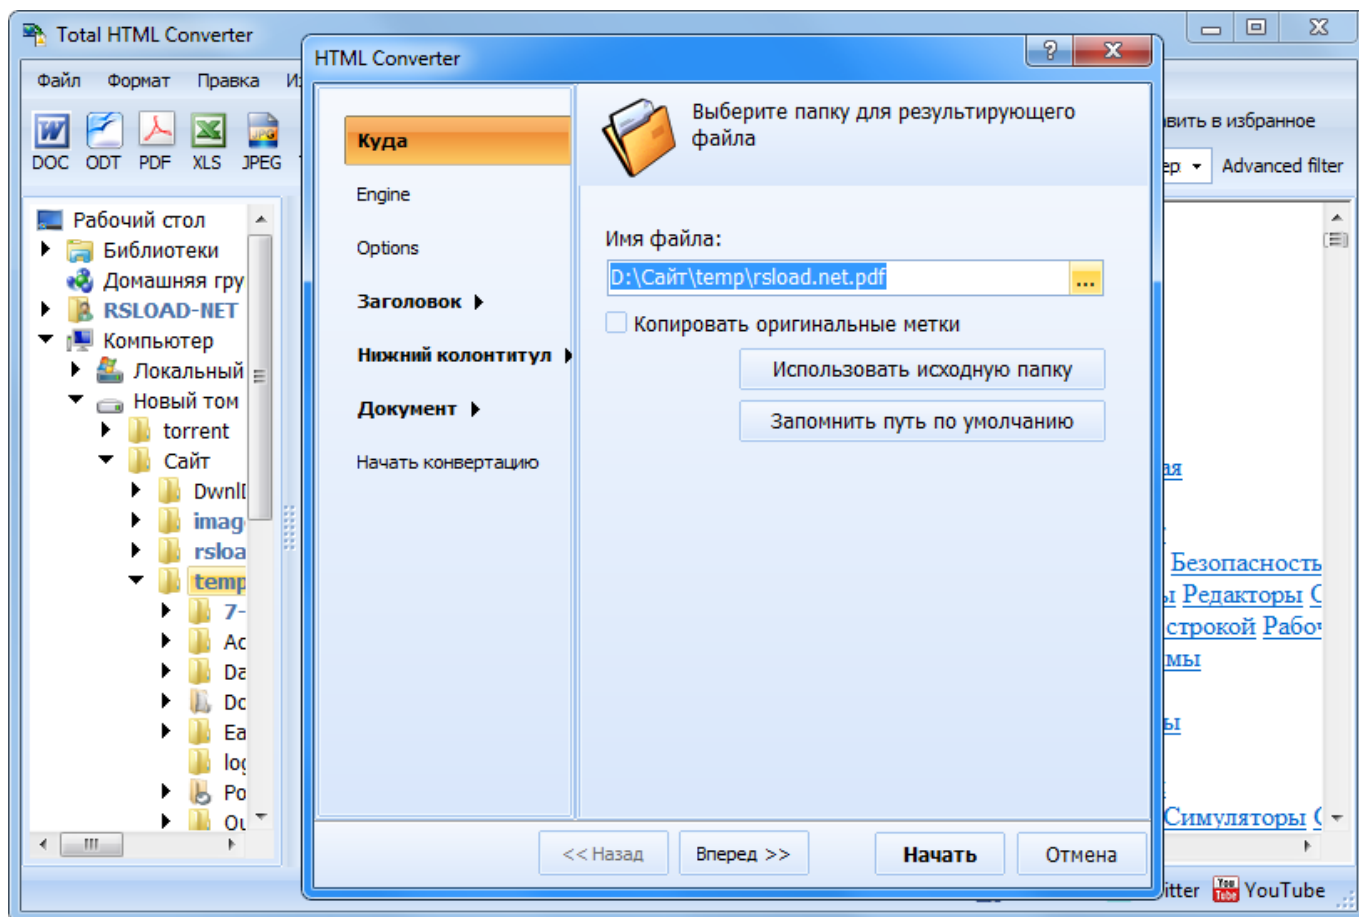 Total HTML Converter
Файл Формат Правка
DOC ODT PDF XLS JPEG
Рабочий стол
Библиотеки
Домашняя
RSLOAD-NET
Компьютер
Локальный
Новый том
torrent
Сайт
temp
HTML Converter
Куда
Engine
Options
Заголовок
Нижний колонтитул
Документ
Начать конвертацию
Выберите папку для результирующего
файла
Имя файла:
D:\Сайт\temp\rsload.net.pdf
...
Копировать оригинальные метки
Использовать исходную папку
Запомнить путь по умолчанию
<< Назад Вперед >> Начать Отмена
в избранное
Advanced filter
Безопасность
Редакторы
строкой
Симуляторы
YouTube